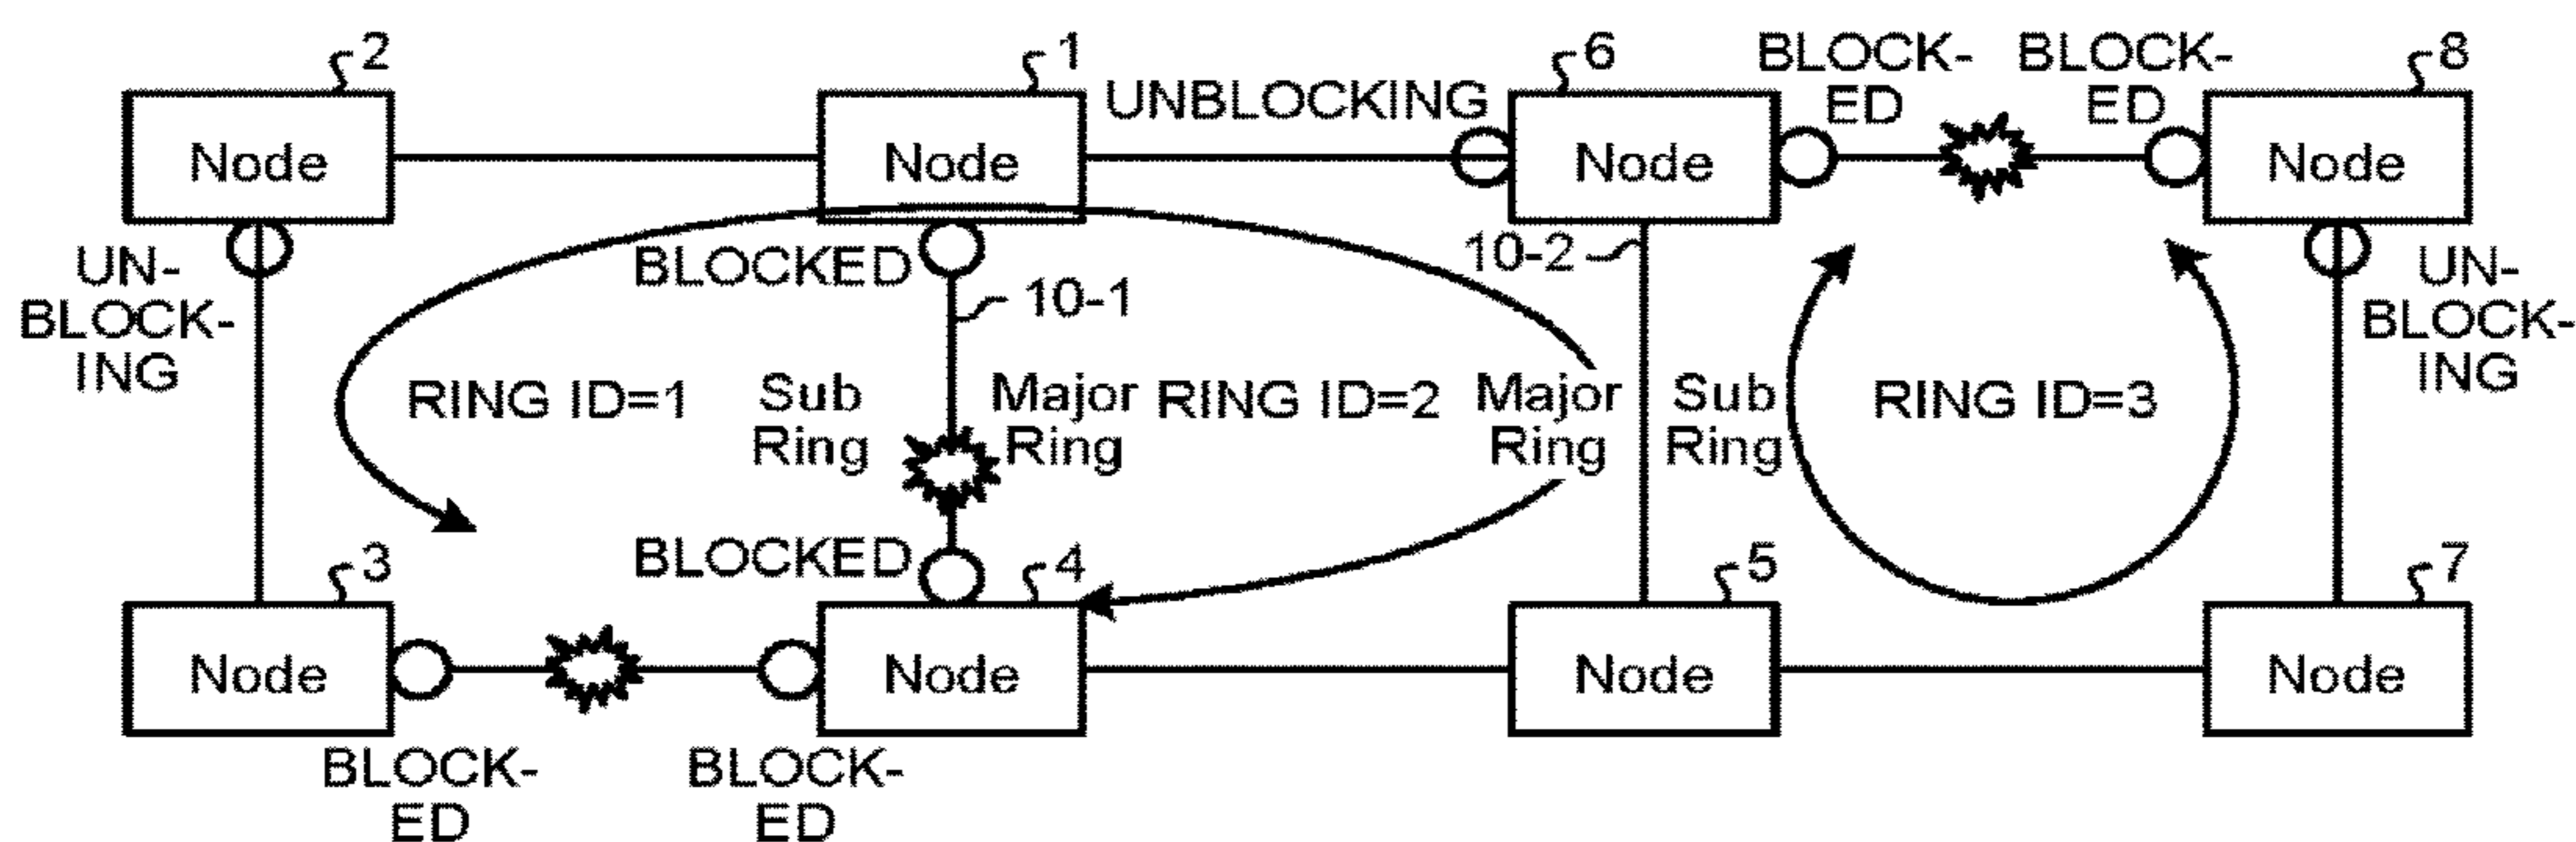 2
1
6
8
BLOCK-
ED
BLOCK-
ED
UNBLOCKING
Node
Node
Node
Node
UN-
BLOCK-
ING
BLOCKED
10-1
10-2
UN-
BLOCK-
ING
RING ID=1
Sub
Ring
Major
Ring
RING ID=2
Major
Ring
Sub
Ring
RING ID=3
BLOCKED
3
4
5
7
Node
Node
Node
Node
BLOCK-
ED
BLOCK-
ED